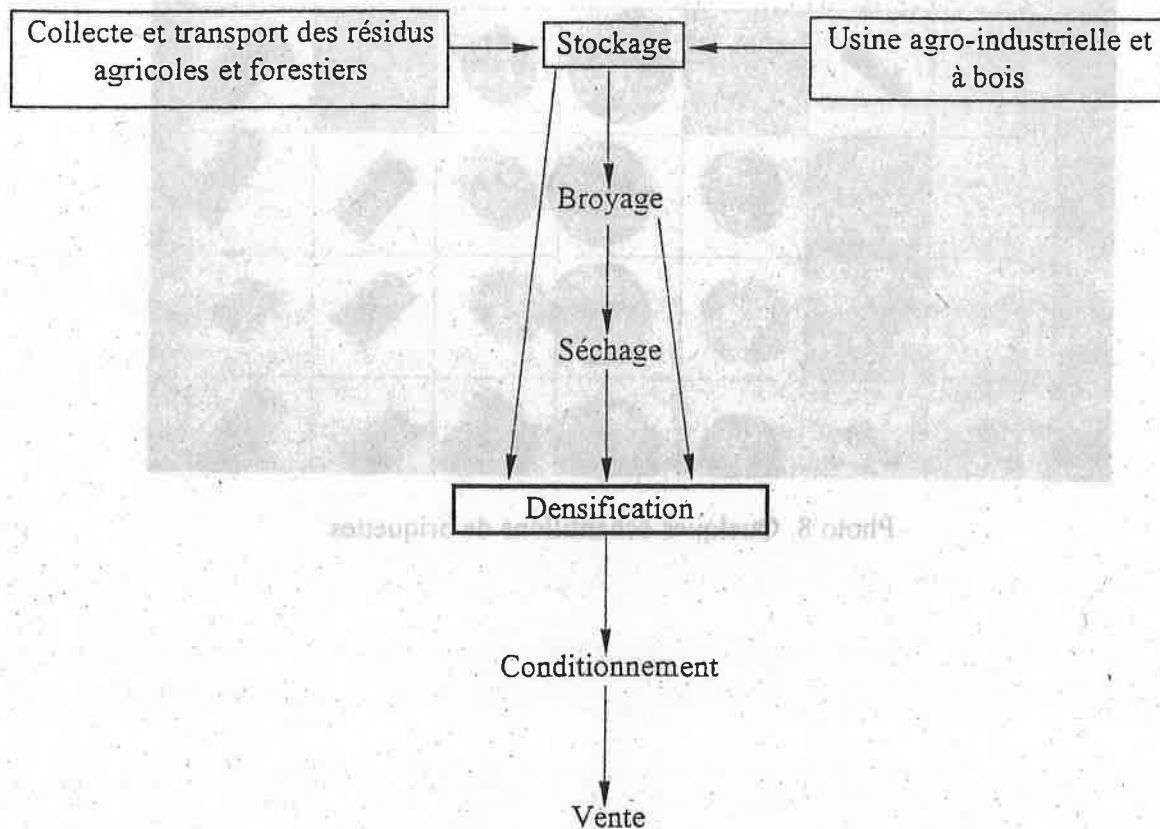 Collecte et transport des résidus
agricoles et forestiers
Stockage
Usine agro-industrielle et
à bois
Broyage
Séchage
Densification
Photo 8. Quelques échantillons de briquettes
Conditionnement
Vente